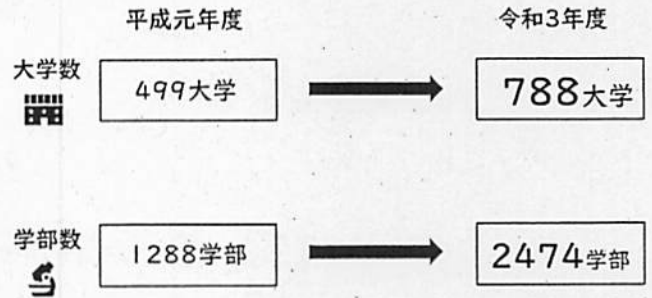 平成元年度 令和3年度
大学数 499大学 788大学
学部数 1288学部 2474学部